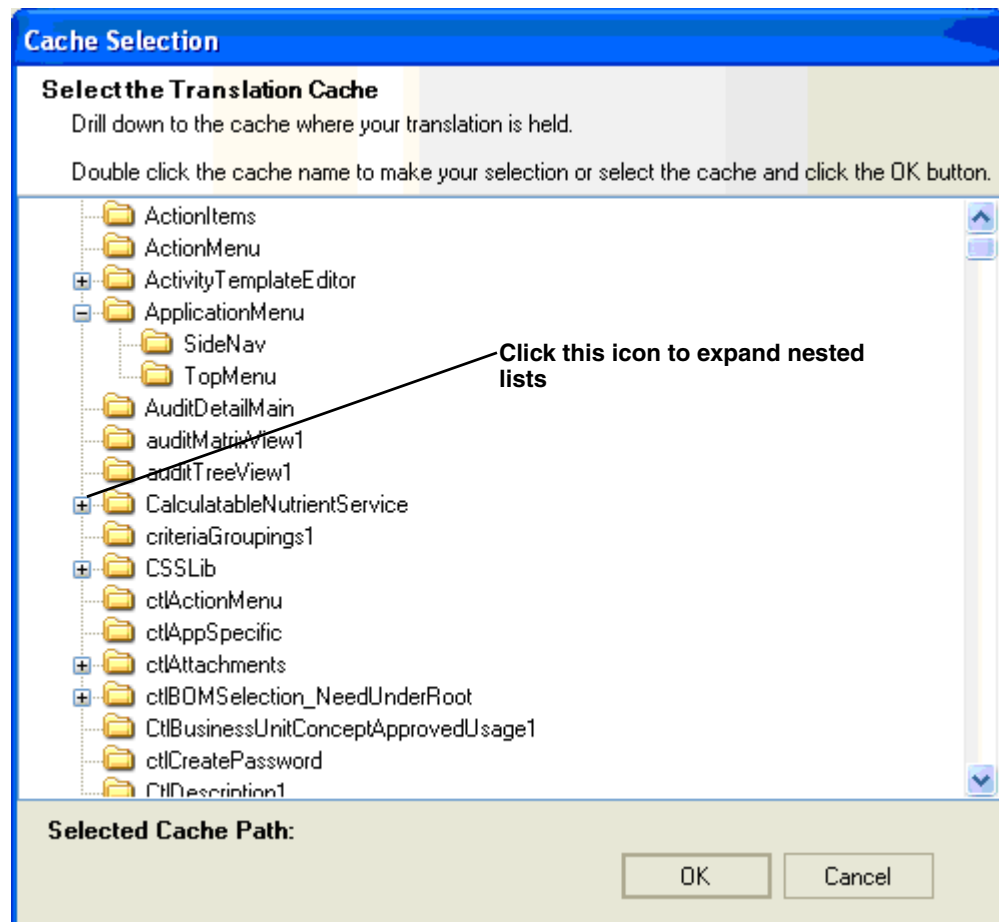 Cache Selection
Select the Translation Cache
Drill down to the cache where your translation is held.
Double click the cache name to make your selection or select the cache and click the OK button.
ActionItems
ActionMenu
ActivityTemplateEditor
ApplicationMenu
SideNav
Click this icon to expand nested
lists
TopMenu
AuditDetailMain
auditMatrixView1
auditTreeView1
CalculatableNutrientService
criteriaGroupings1
CSSLib
ctlActionMenu
ctlAppSpecific
ctlAttachments
ctlBOMSelection_NeedUnderRoot
CtlBusinessUnitConceptApprovedUsage1
ctlCreatePassword
CtlDescription1
Selected Cache Path:
OK Cancel